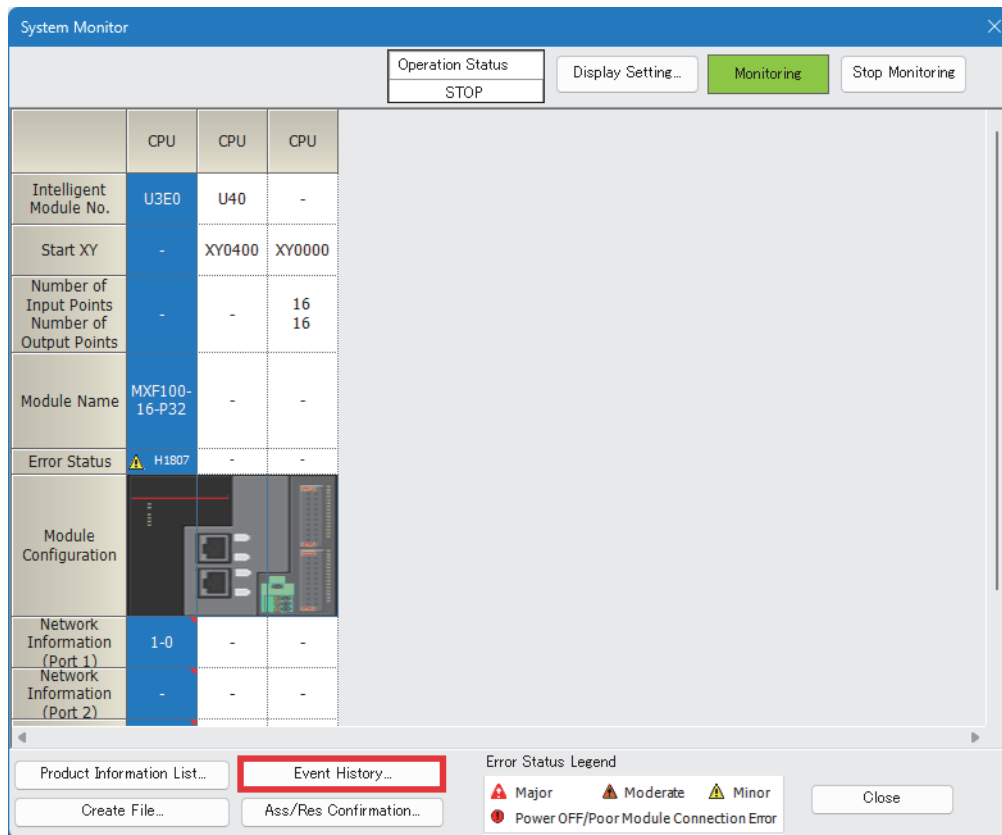 System Monitor
Operation Status
STOP
Display Setting...
Monitoring
Stop Monitoring
CPU CPU CPU
Intelligent
Module No.
U3E0 U40 -
Start XY - XY0400 XY0000
Number of
Input Points
Number of
Output Points
- - 16
16
Module Name
MXF100-
16-P32
- -
Error Status H1807 - -
Module
Configuration
Network
Information
(Port 1)
1-0 - -
Network
Information
(Port 2)
- - -
Product Information List...
Event History...
Create File...
Ass/Res Confirmation...
Error Status Legend
Major Moderate Minor
Power OFF/Poor Module Connection Error
Close